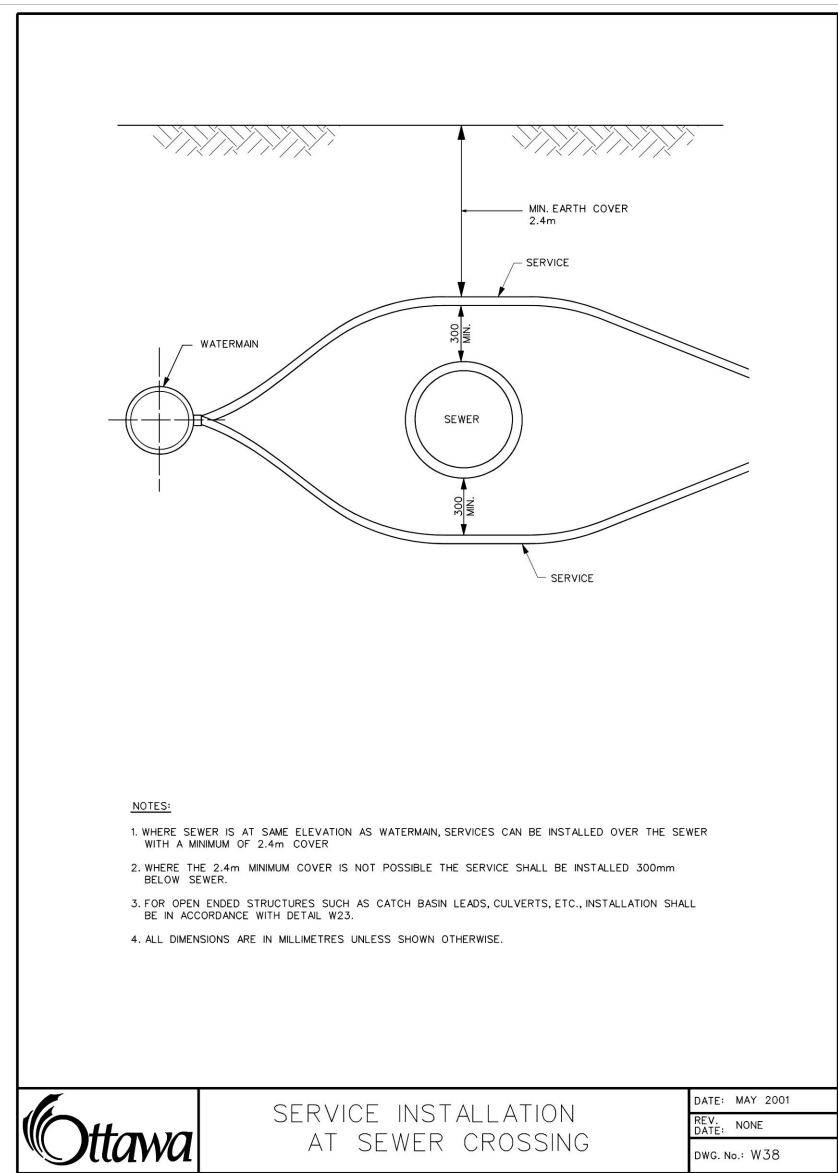 MIN. EARTH COVER
2.4m
SERVICE
300
MIN.
WATERMAIN
SEWER
300
MIN.
SERVICE
NOTES:
1. WHERE SEWER IS AT SAME ELEVATION AS WATERMAIN, SERVICES CAN BE INSTALLED OVER THE SEWER
WITH A MINIMUM OF 2.4m COVER
2. WHERE THE 2.4m MINIMUM COVER IS NOT POSSIBLE THE SERVICE SHALL BE INSTALLED 300mm
BELOW SEWER.
3. FOR OPEN ENDED STRUCTURES SUCH AS CATCH BASIN LEADS, CULVERTS, ETC., INSTALLATION SHALL
BE IN ACCORDANCE WITH DETAIL W23.
4. ALL DIMENSIONS ARE IN MILLIMETRES UNLESS SHOWN OTHERWISE.
Ottawa
SERVICE INSTALLATION
AT SEWER CROSSING
DATE: MAY 2001
REV. DATE: NONE
DWG. No.: W38